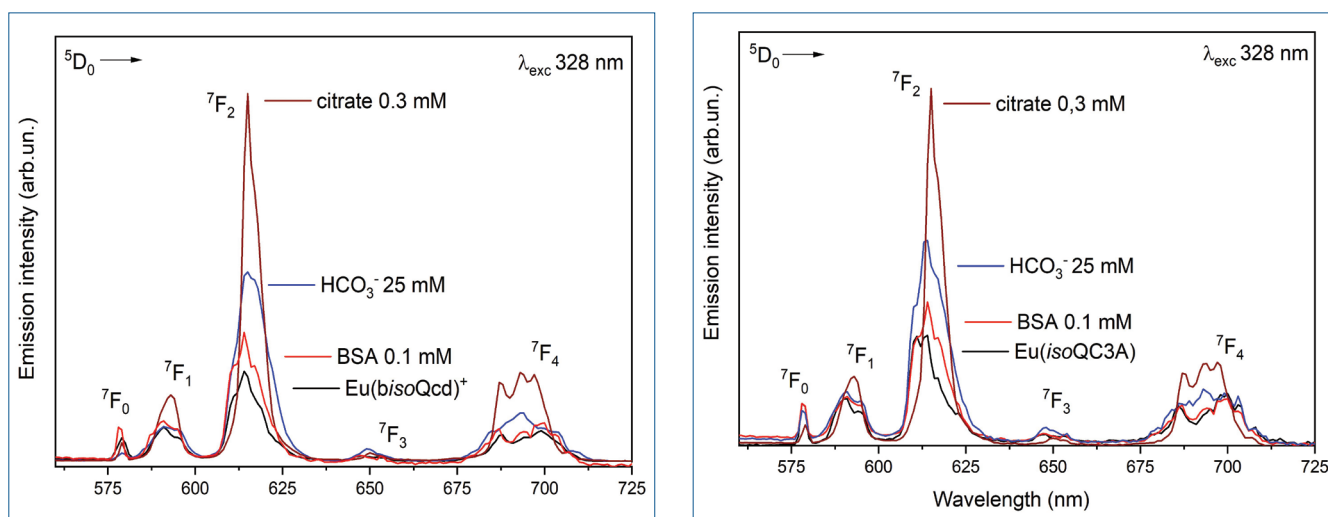 Emission intensity (arb.un.)
⁵D₀
λexc 328 nm
⁷F₂
citrate 0.3 mM
HCO₃⁻ 25 mM
BSA 0.1 mM
Eu(bisoQcd)⁺
⁷F₀
⁷F₁
⁷F₃
⁷F₄
575 600 625 650 675 700 725
Emission intensity (arb.un.)
⁵D₀
λexc 328 nm
⁷F₂
citrate 0,3 mM
HCO₃⁻ 25 mM
BSA 0.1 mM
Eu(isoQC3A)
⁷F₀
⁷F₁
⁷F₃
⁷F₄
575 600 625 650 675 700 725
Wavelength (nm)